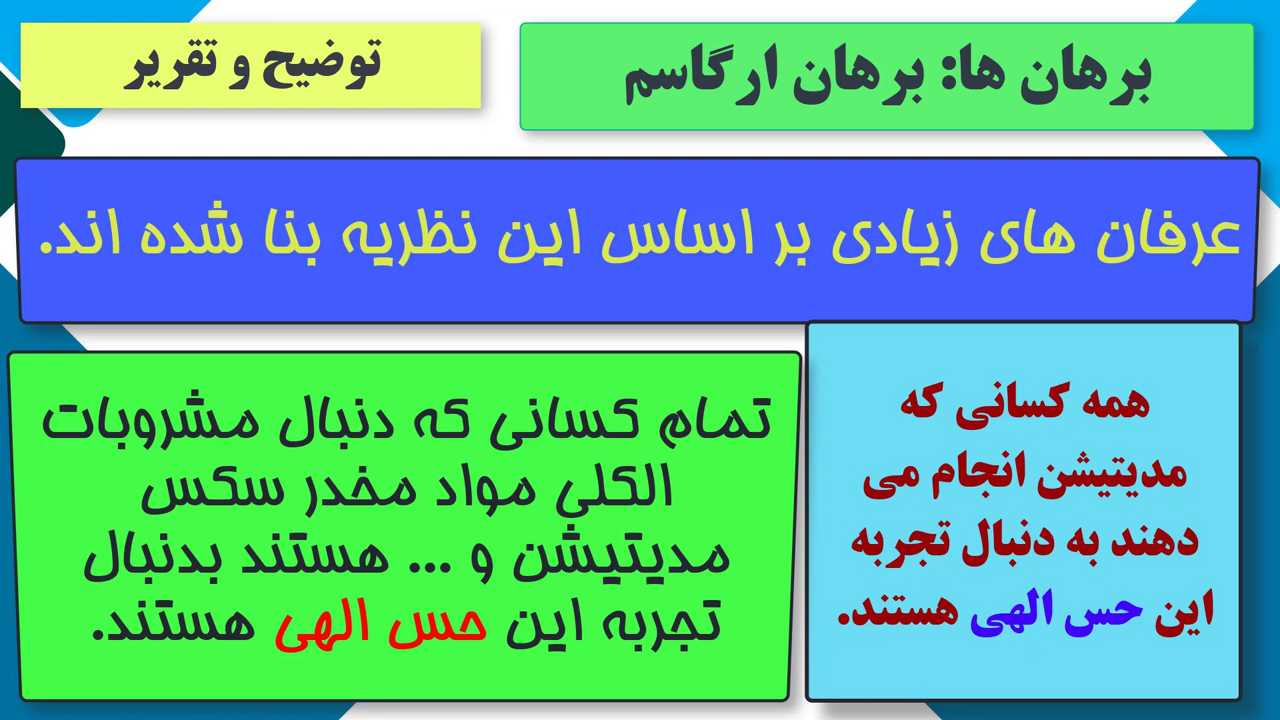 برهان ها: برهان ارگاسم
توضیح و تقریر
عرفان های زیادی بر اساس این نظریه بنا شده اند.
همه کسانی که
مدیتیشن انجام می
دهند به دنبال تجربه
این حس الهی هستند.
تمام کسانی که دنبال مشروبات
الکلی مواد مخدر سکس
مدیتیشن و ... هستند بدنبال
تجربه این حس الهی هستند.